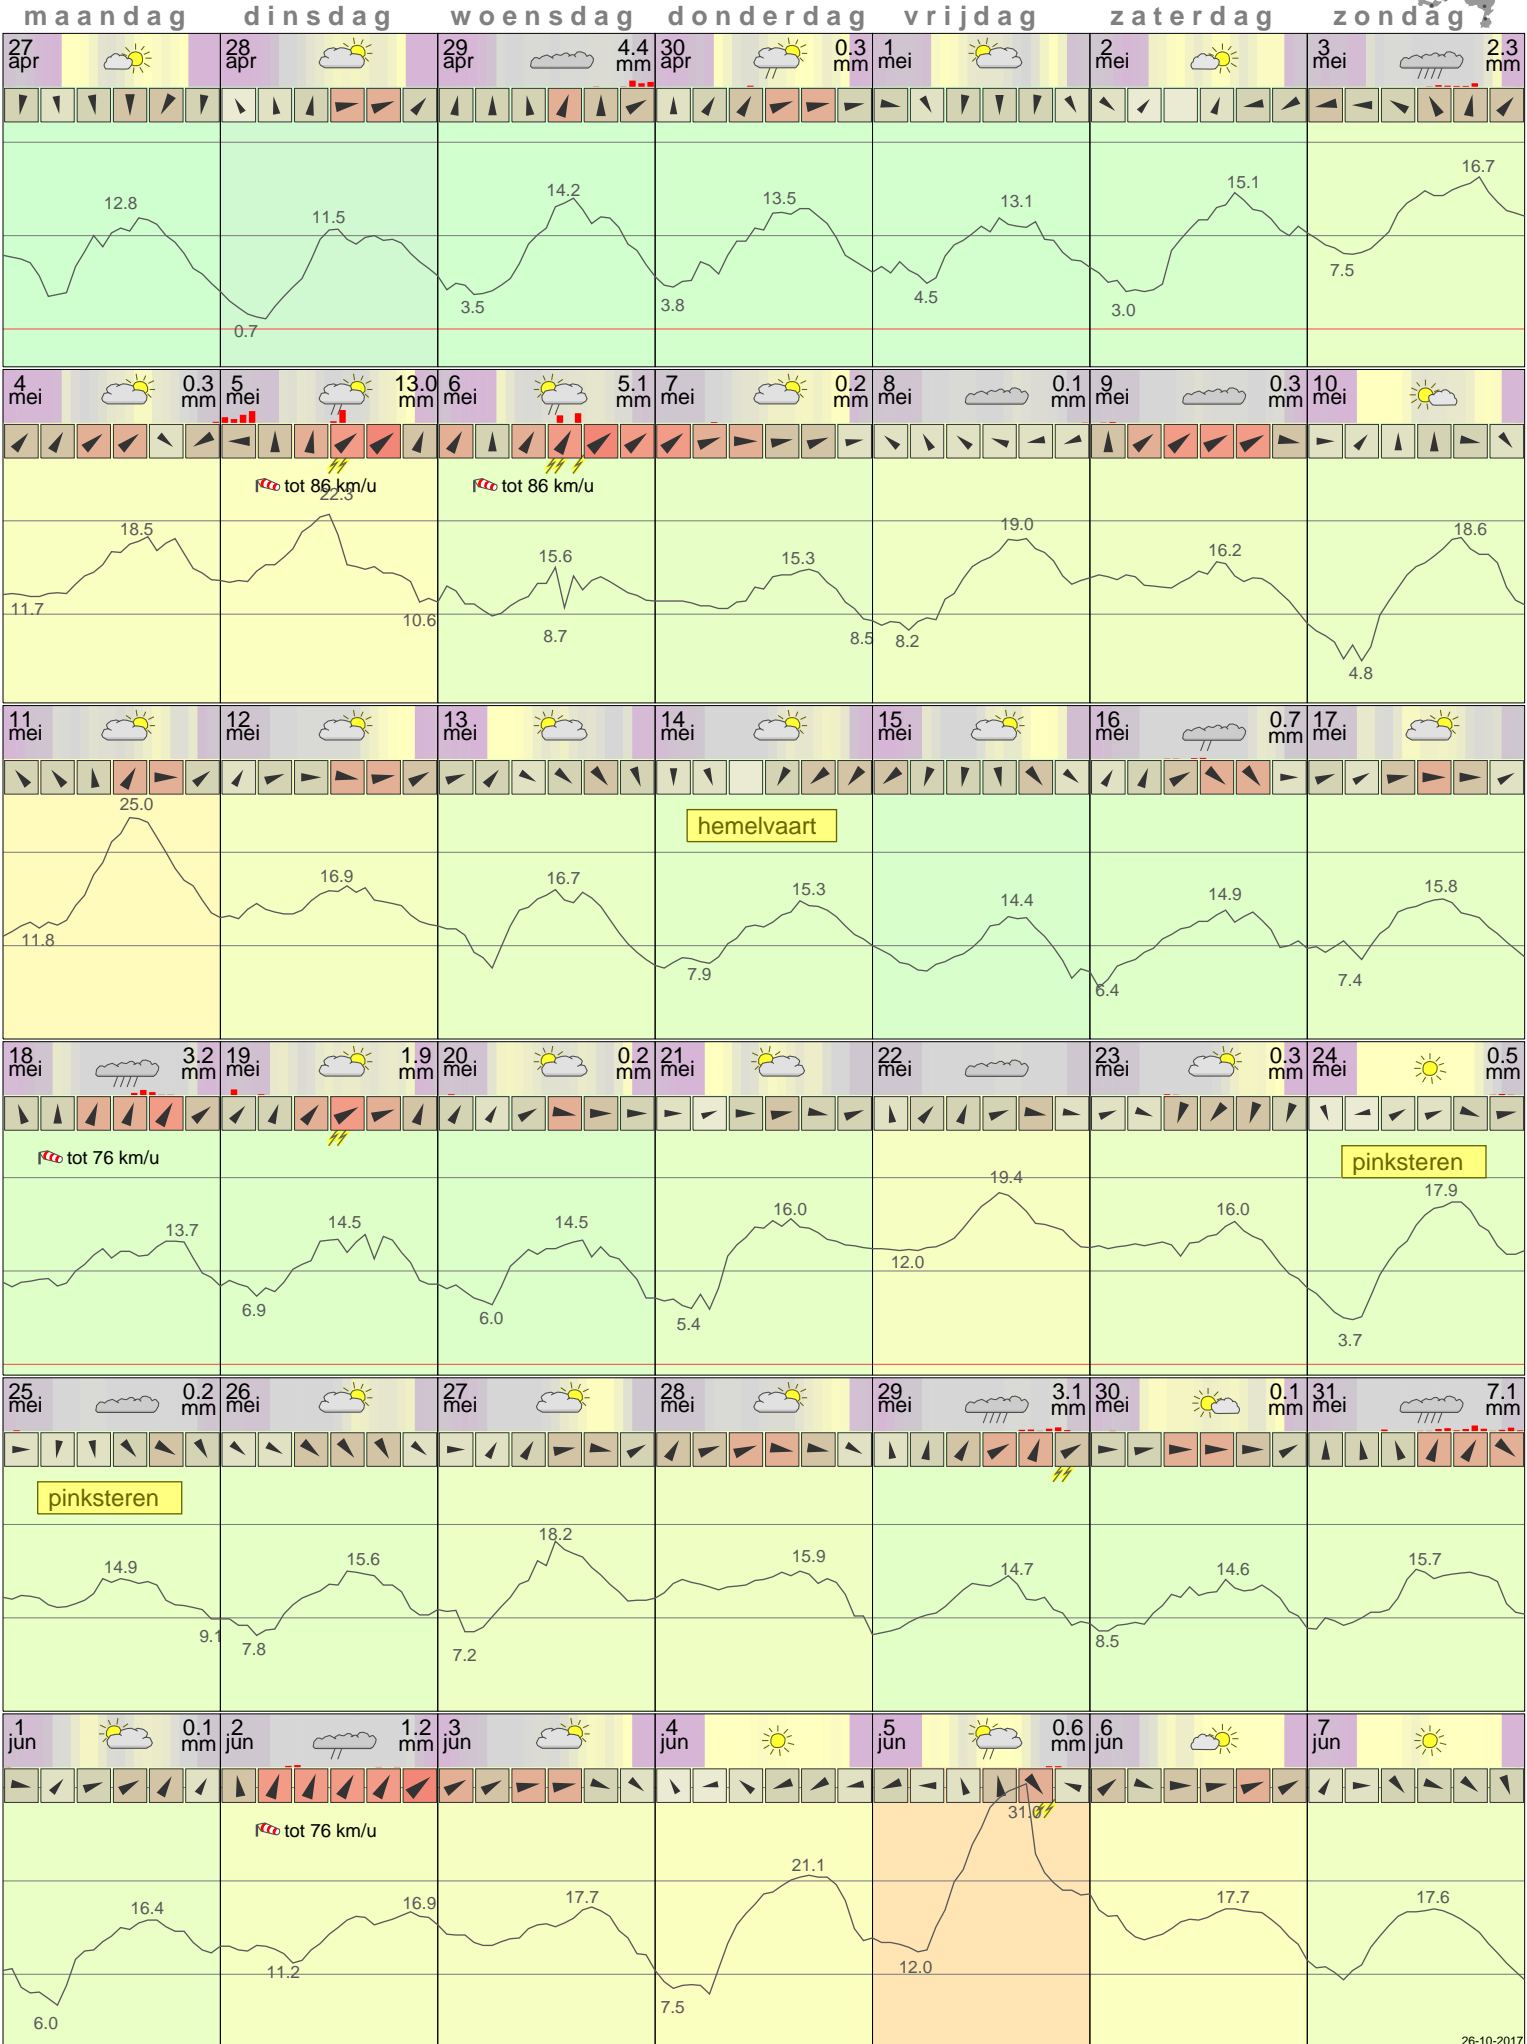 maandag dinsdag woensdag donderdag vrijdag zaterdag zondag
27 28 29 4.4 30 0.3 1 2 3 2.3
apr apr apr mm apr mm mei mei mei mm
12.8 11.5 14.2 13.5 13.1 15.1 16.7
0.7 3.5 3.8 4.5 3.0 7.5
4 0.3 5 13.0 6 5.1 7 0.2 8 0.1 9 0.3 10
mei mm mei mm mei mm mei mm mei mm mei mm mei
tot 86 km/u tot 86 km/u
18.5 22.3 15.6 15.3 19.0 16.2 18.6
11.7 10.6 8.7 8.5 8.2 4.8
11 12 13 14 15 16 0.7 17
mei mei mei mei mei mei mm mei
hemelvaart
25.0 16.9 16.7 15.3 14.4 14.9 15.8
11.8 7.9 6.4 7.4
18 3.2 19 1.9 20 0.2 21 22 23 0.3 24 0.5
mei mm mei mm mei mm mei mei mei mm mei mm
tot 76 km/u pinksteren
13.7 14.5 14.5 16.0 19.4 16.0 17.9
6.9 6.0 5.4 12.0 3.7
25 0.2 26 27 28 29 3.1 30 0.1 31 7.1
mei mm mei mei mei mei mm mei mm mei mm
pinksteren
14.9 15.6 18.2 15.9 14.7 14.6 15.7
9.1 7.8 7.2 8.5
1 0.1 2 1.2 3 4 5 0.6 6 7
jun mm jun mm jun jun jun mm jun jun
tot 76 km/u
16.4 16.9 17.7 21.1 31.0 17.7 17.6
6.0 11.2 7.5 12.0
26-10-2017